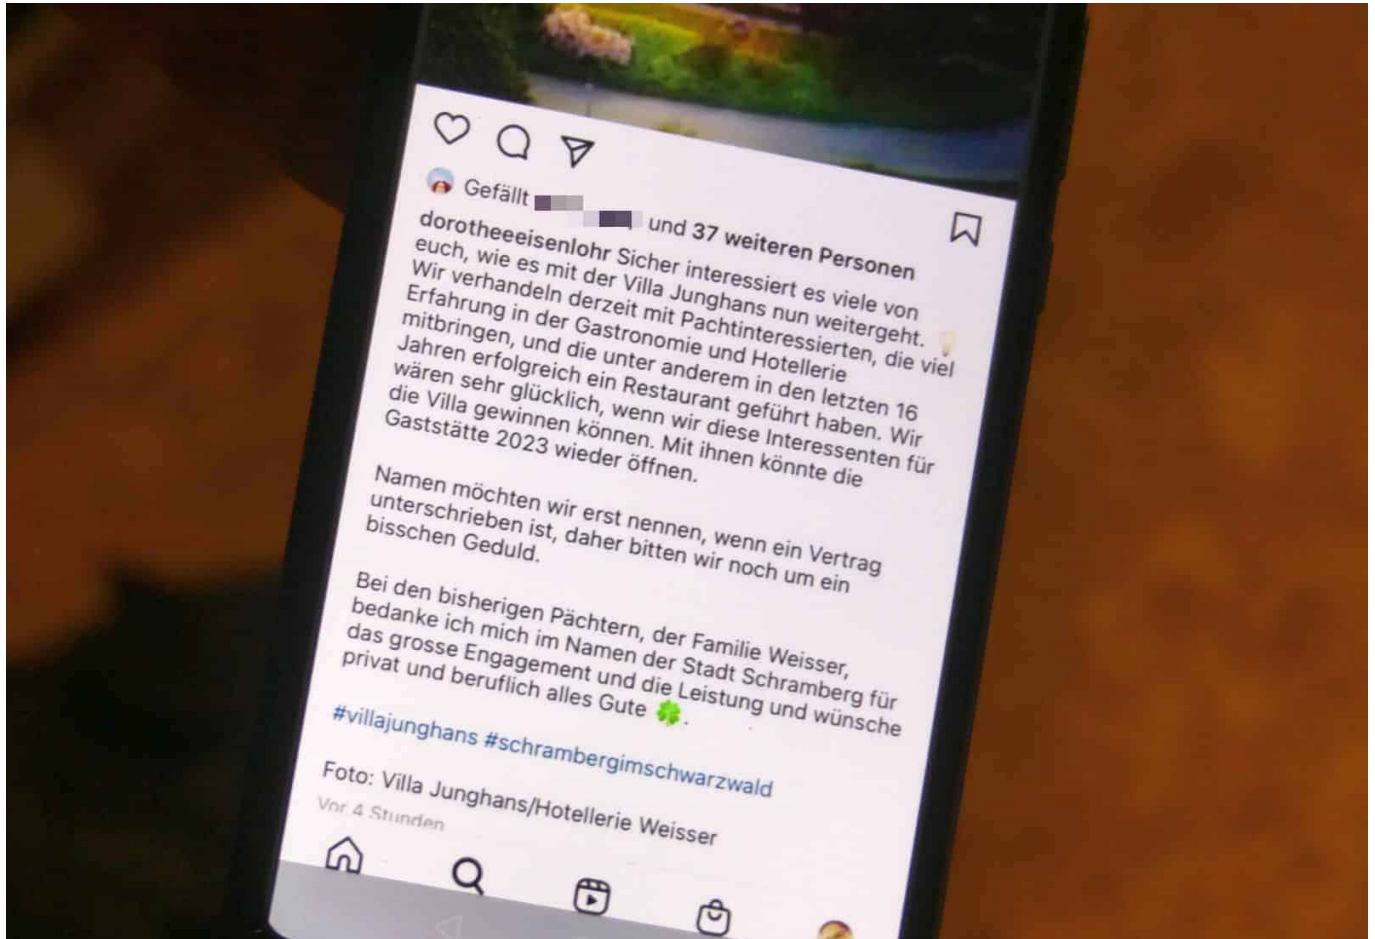 Gefällt und 37 weiteren Personen
dorotheeeisenlohr Sicher interessiert es viele von
euch, wie es mit der Villa Junghans nun weitergeht. 💡
Wir verhandeln derzeit mit Pachtinteressierten, die viel
Erfahrung in der Gastronomie und Hotellerie
mitbringen, und die unter anderem in den letzten 16
Jahren erfolgreich ein Restaurant geführt haben. Wir
wären sehr glücklich, wenn wir diese Interessenten für
die Villa gewinnen können. Mit ihnen könnte die
Gaststätte 2023 wieder öffnen.
Namen möchten wir erst nennen, wenn ein Vertrag
unterschrieben ist, daher bitten wir noch um ein
bisschen Geduld.
Bei den bisherigen Pächtern, der Familie Weisser,
bedanke ich mich im Namen der Stadt Schramberg für
das grosse Engagement und die Leistung und wünsche
privat und beruflich alles Gute 🍀.
#villajunghans #schrambergimschwarzwald
Foto: Villa Junghans/Hotellerie Weisser
Vor 4 Stunden